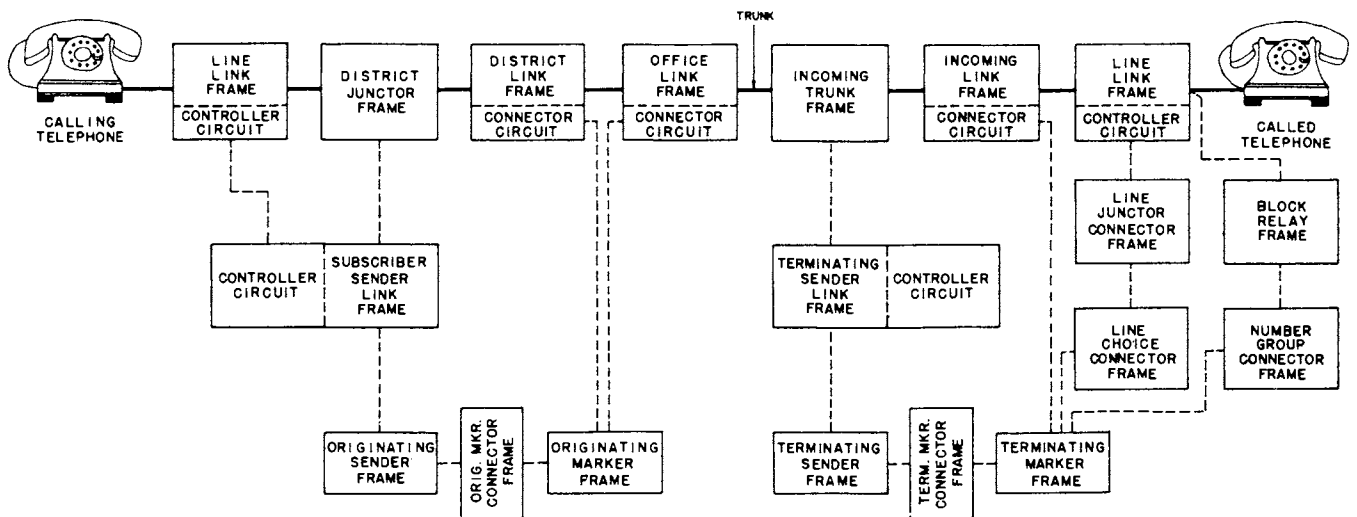 TRUNK
CALLING
TELEPHONE
LINE
LINK
FRAME
CONTROLLER
CIRCUIT
DISTRICT
JUNCTOR
FRAME
DISTRICT
LINK
FRAME
CONNECTOR
CIRCUIT
OFFICE
LINK
FRAME
CONNECTOR
CIRCUIT
INCOMING
TRUNK
FRAME
INCOMING
LINK
FRAME
CONNECTOR
CIRCUIT
LINE
LINK
FRAME
CONTROLLER
CIRCUIT
CALLED
TELEPHONE
CONTROLLER
CIRCUIT
SUBSCRIBER
SENDER
LINK
FRAME
TERMINATING
SENDER
LINK
FRAME
CONTROLLER
CIRCUIT
LINE
JUNCTOR
CONNECTOR
FRAME
BLOCK
RELAY
FRAME
LINE
CHOICE
CONNECTOR
FRAME
NUMBER
GROUP
CONNECTOR
FRAME
ORIGINATING
SENDER
FRAME
ORIG. MKR.
CONNECTOR
FRAME
ORIGINATING
MARKER
FRAME
TERMINATING
SENDER
FRAME
TERM. MKR.
CONNECTOR
FRAME
TERMINATING
MARKER
FRAME